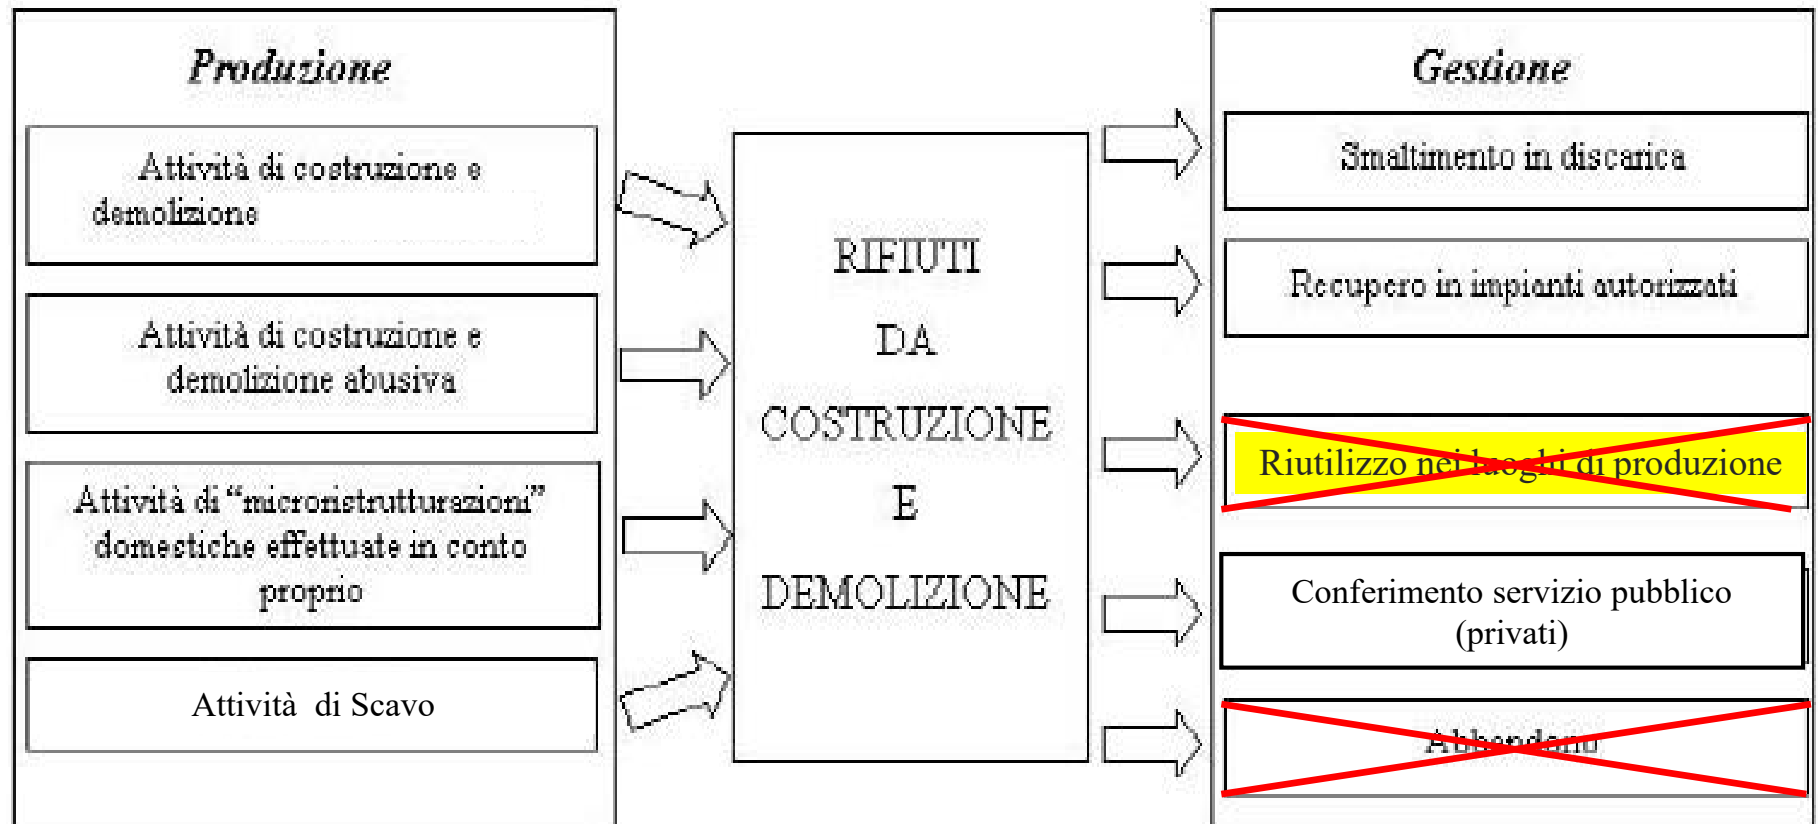 Produzione
Attività di costruzione e
demolizione
Attività di costruzione e
demolizione abusiva
Attività di "microristrutturazioni"
domestiche effettuate in conto
proprio
Attività di Scavo
RIFIUTI
DA
COSTRUZIONE
E
DEMOLIZIONE
Gestione
Smaltimento in discarica
Recupero in impianti autorizzati
Riutilizzo nei luoghi di produzione
Conferimento servizio pubblico
(privati)
Abbandono